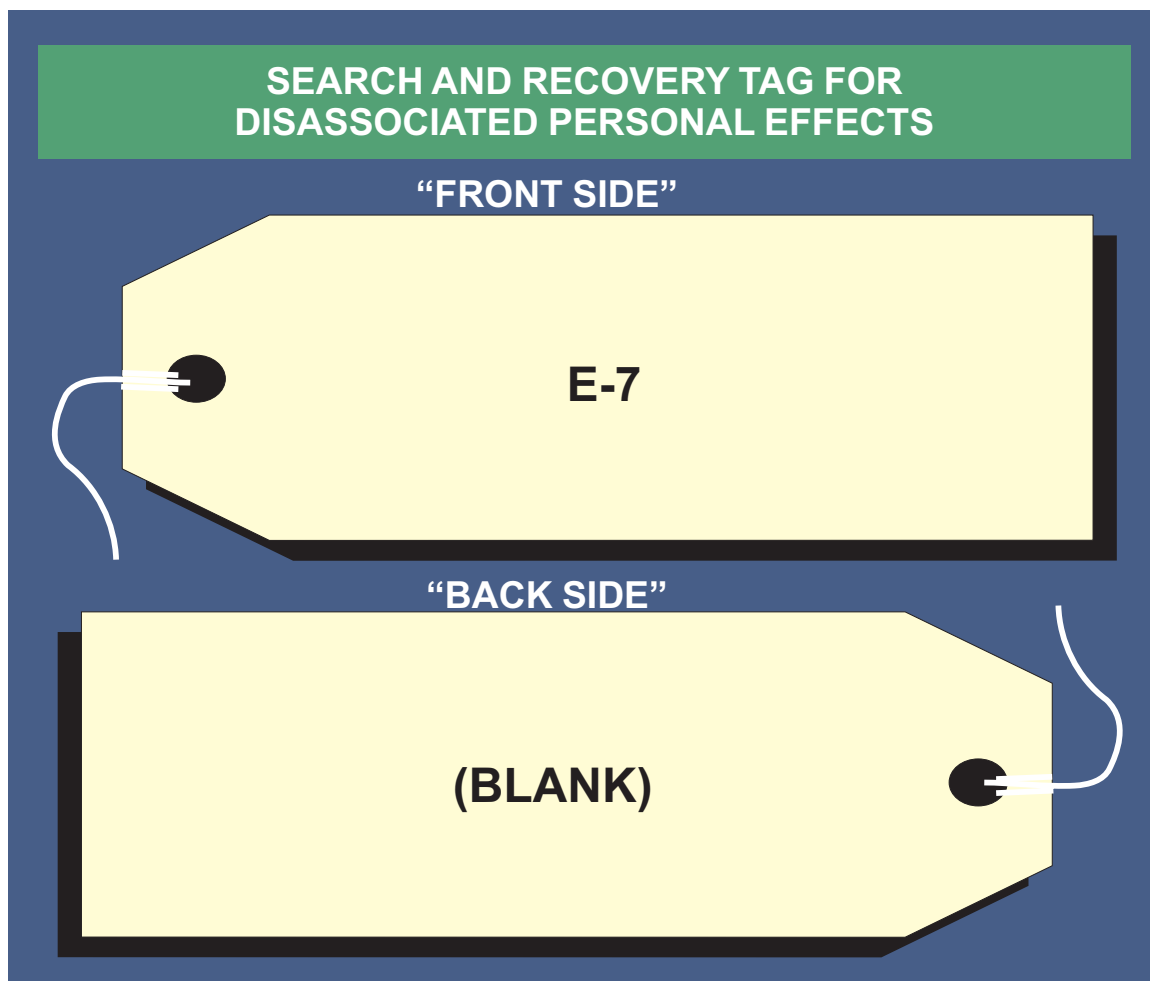 SEARCH AND RECOVERY TAG FOR
DISASSOCIATED PERSONAL EFFECTS
“FRONT SIDE”
E-7
“BACK SIDE”
(BLANK)